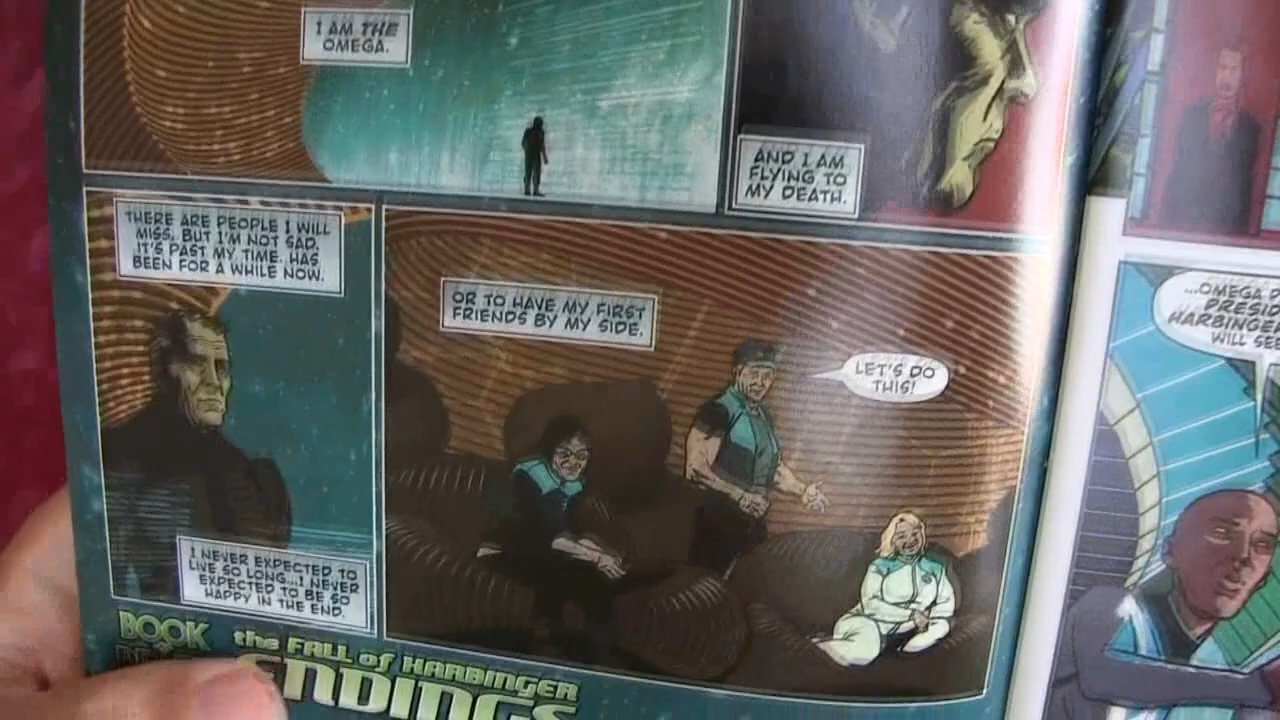 I AM THE
OMEGA.
AND I AM
FLYING TO
MY DEATH.
THERE ARE PEOPLE I WILL
MISS, BUT I'M NOT SAD.
IT'S PAST MY TIME. HAS
BEEN FOR A WHILE NOW.
OR TO HAVE MY FIRST
FRIENDS BY MY SIDE.
LET'S DO
THIS!
I NEVER EXPECTED TO
LIVE SO LONG...I NEVER
EXPECTED TO BE SO
HAPPY IN THE END.
BOOK
the FALL of HARBINGER
ENDINGS
...OMEGA
HARBINGER
WILL SEE